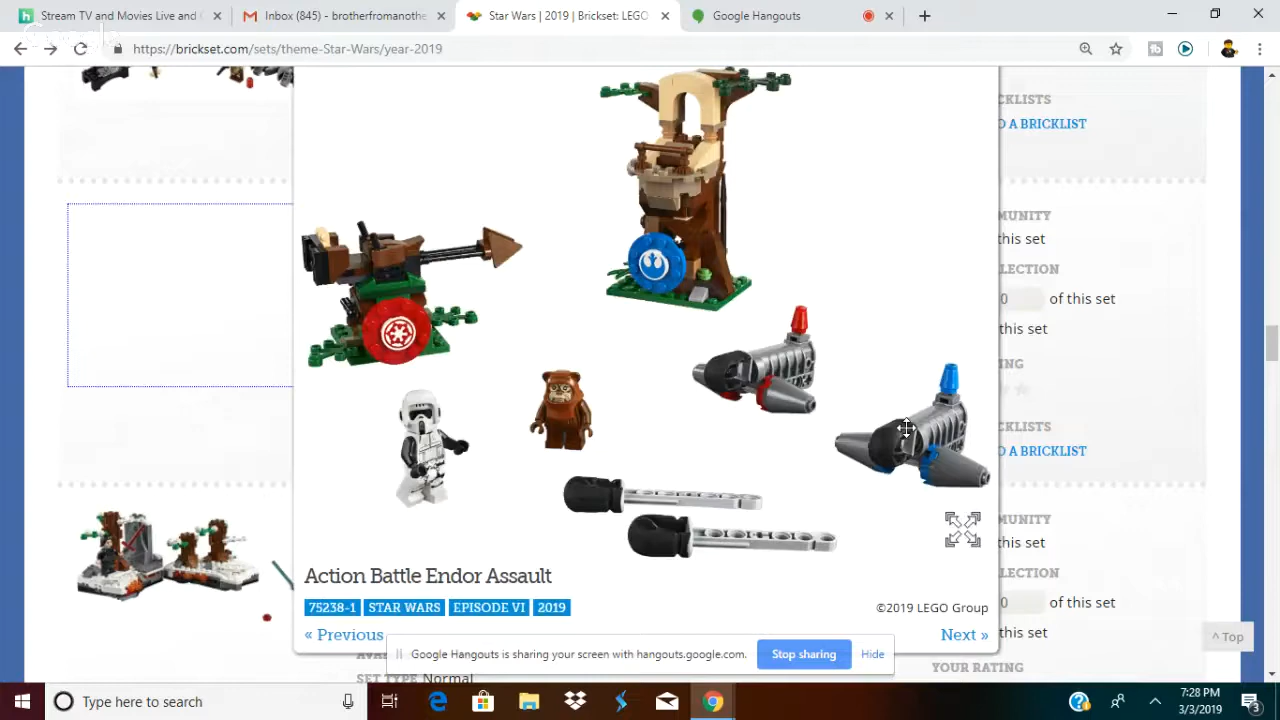 Stream TV and Movies Live and O
Inbox (845) - afromanothe
Star Wars | 2019 | Brickset: LEGO
Google Hangouts
https://brickset.com/sets/theme-Star-Wars/year-2019
CKLISTS
O A BRICKLIST
MUNITY
his set
LECTION
0 of this set
this set
ING
CKLISTS
O A BRICKLIST
MUNITY
his set
LECTION
0 of this set
this set
YOUR RATING
^ Top
Action Battle Endor Assault
75238-1 STAR WARS EPISODE VI 2019
©2019 LEGO Group
« Previous
Next »
Google Hangouts is sharing your screen with hangouts.google.com.
Stop sharing
Hide
SET TYPE Normal
Type here to search
7:28 PM
3/3/2019
3